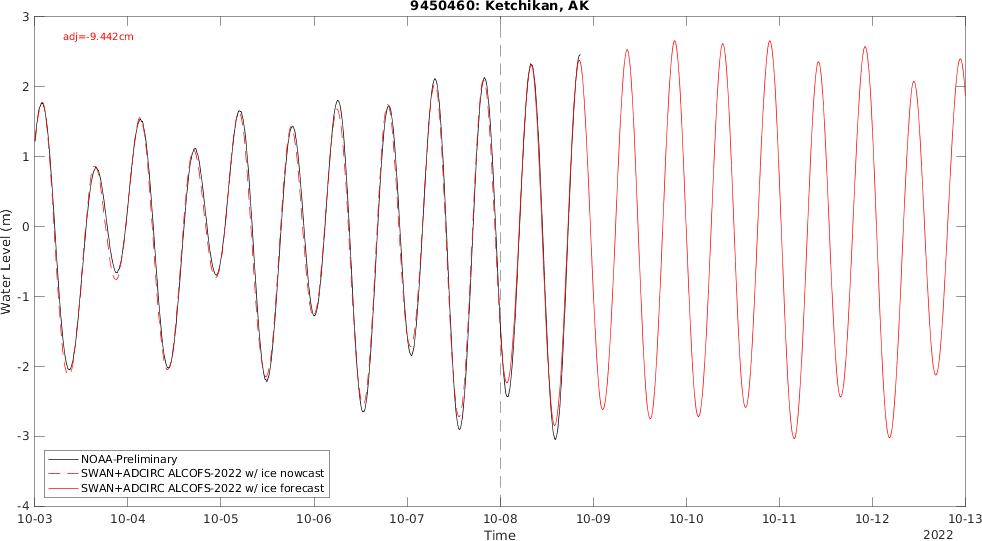 9450460: Ketchikan, AK
adj=-9.442cm
3
2
1
0
-1
-2
-3
-4
Water Level (m)
NOAA-Preliminary
SWAN+ADCIRC ALCOFS-2022 w/ ice nowcast
SWAN+ADCIRC ALCOFS-2022 w/ ice forecast
10-03 10-04 10-05 10-06 10-07 10-08 10-09 10-10 10-11 10-12 10-13
Time
2022